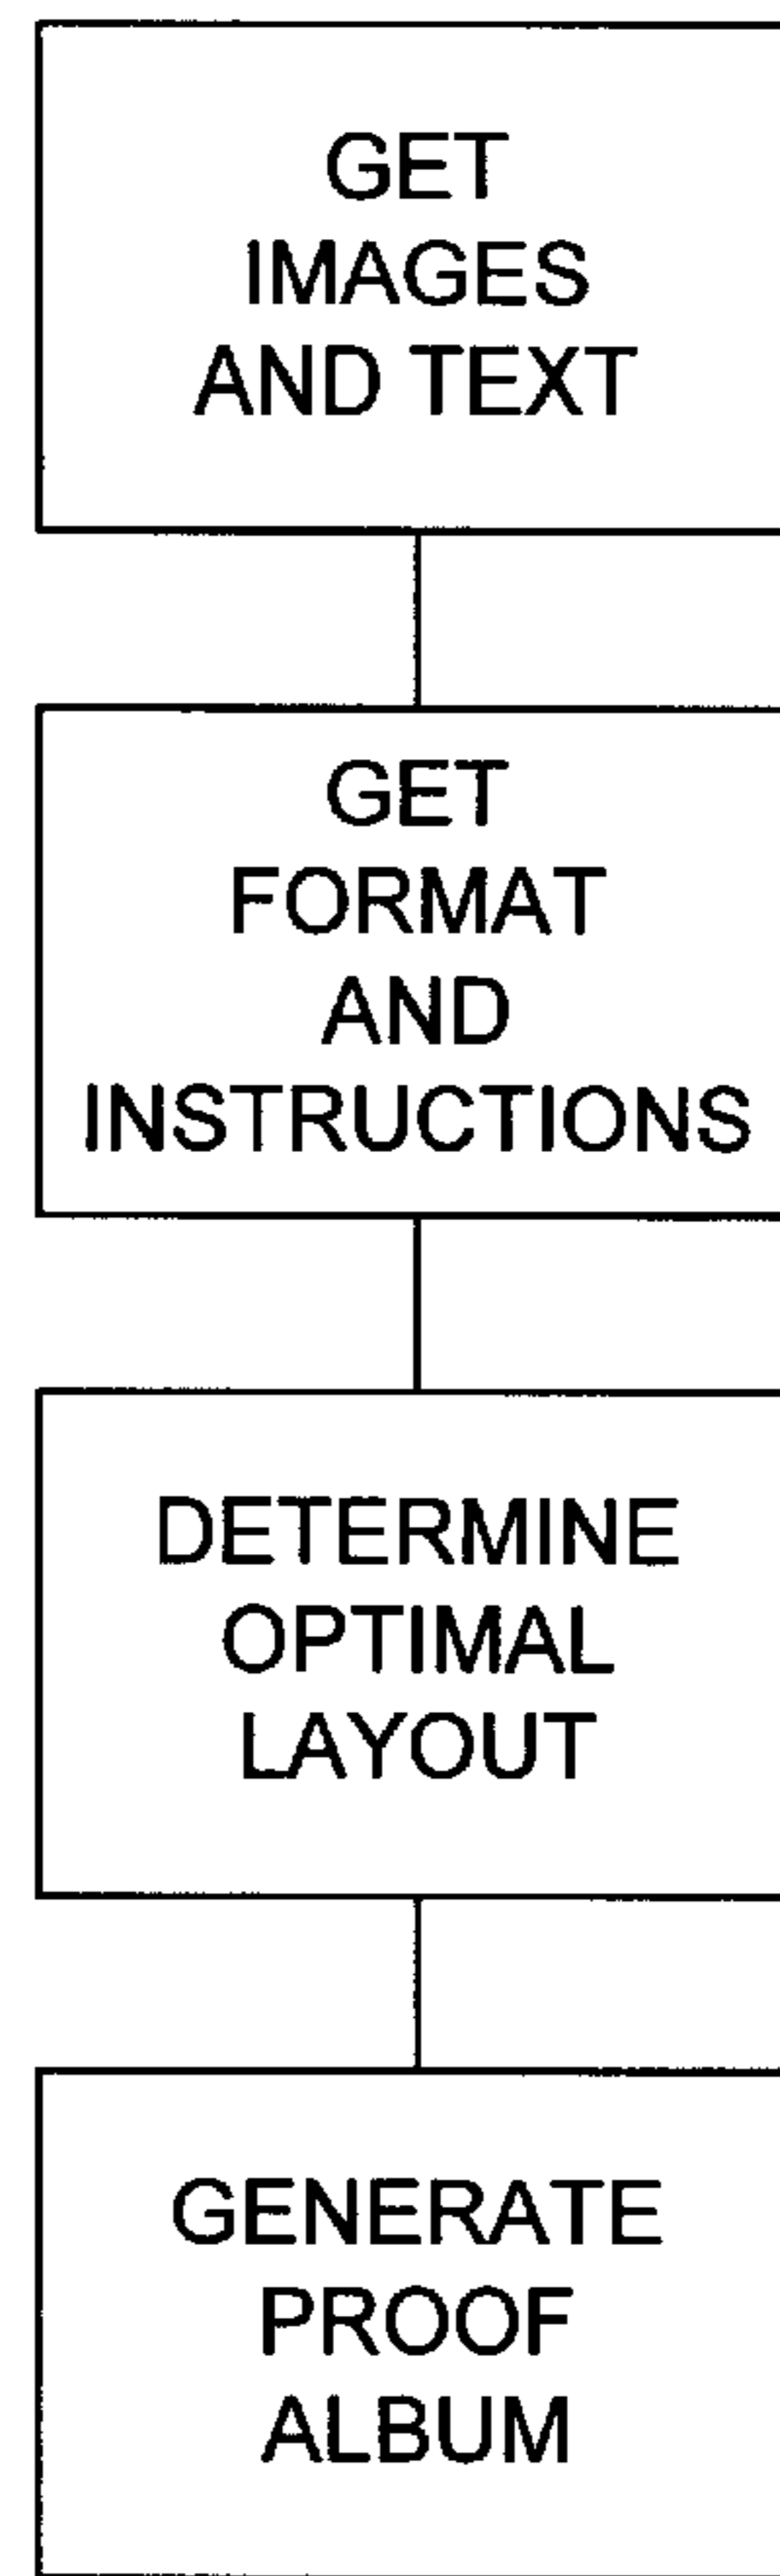 GET
IMAGES
AND TEXT
GET
FORMAT
AND
INSTRUCTIONS
DETERMINE
OPTIMAL
LAYOUT
GENERATE
PROOF
ALBUM